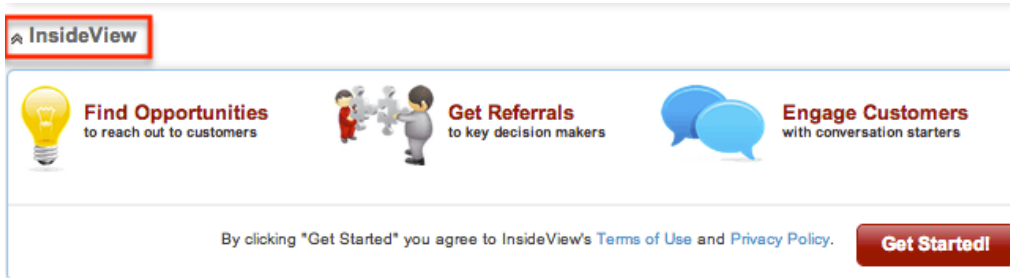 InsideView
Find Opportunities
to reach out to customers
Get Referrals
to key decision makers
Engage Customers
with conversation starters
By clicking "Get Started" you agree to InsideView's Terms of Use and Privacy Policy.
Get Started!